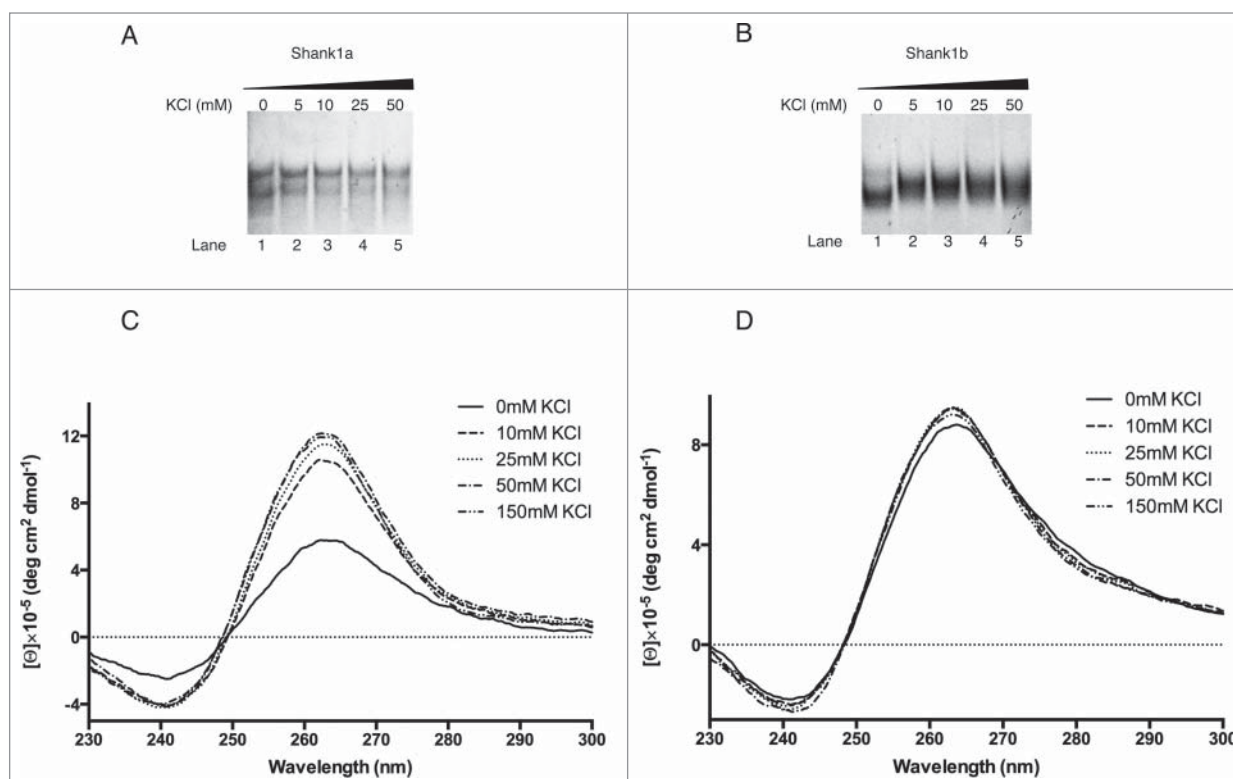 A
Shank1a
KCl (mM) 0 5 10 25 50
Lane 1 2 3 4 5
B
Shank1b
KCl (mM) 0 5 10 25 50
Lane 1 2 3 4 5
C
0mM KCl
10mM KCl
25mM KCl
50mM KCl
150mM KCl
[Θ]×10⁻⁵ (deg cm² dmol⁻¹)
12
8
4
0
-4
230 240 250 260 270 280 290 300
Wavelength (nm)
D
0mM KCl
10mM KCl
25mM KCl
50mM KCl
150mM KCl
[Θ]×10⁻⁵ (deg cm² dmol⁻¹)
8
4
0
230 240 250 260 270 280 290 300
Wavelength (nm)